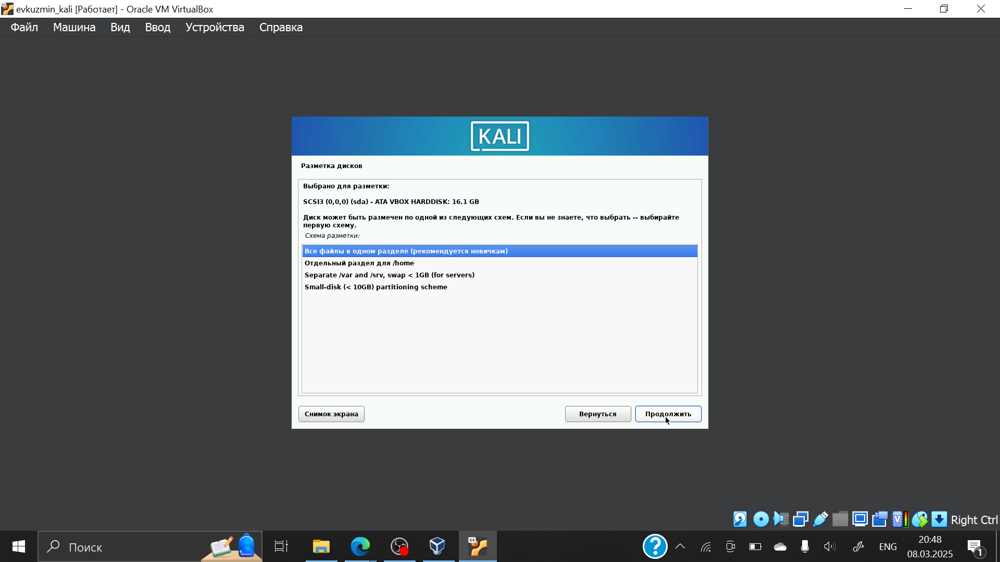 evkuzmin_kali [Работает] - Oracle VM VirtualBox
Файл Машина Вид Ввод Устройства Справка
KALI
Разметка дисков
Выбрано для разметки:
SCSI3 (0,0,0) (sda) - ATA VBOX HARDDISK: 16.1 GB
Диск может быть размечен по одной из следующих схем. Если вы не знаете, что выбрать -- выбирайте
первую схему.
Схема разметки:
Все файлы в одном разделе (рекомендуется новичкам)
Отдельный раздел для /home
Separate /var and /srv, swap < 1GB (for servers)
Small-disk (< 10GB) partitioning scheme
Снимок экрана Вернуться Продолжить
Right Ctrl
Поиск
64
ENG
20:48
08.03.2025
1